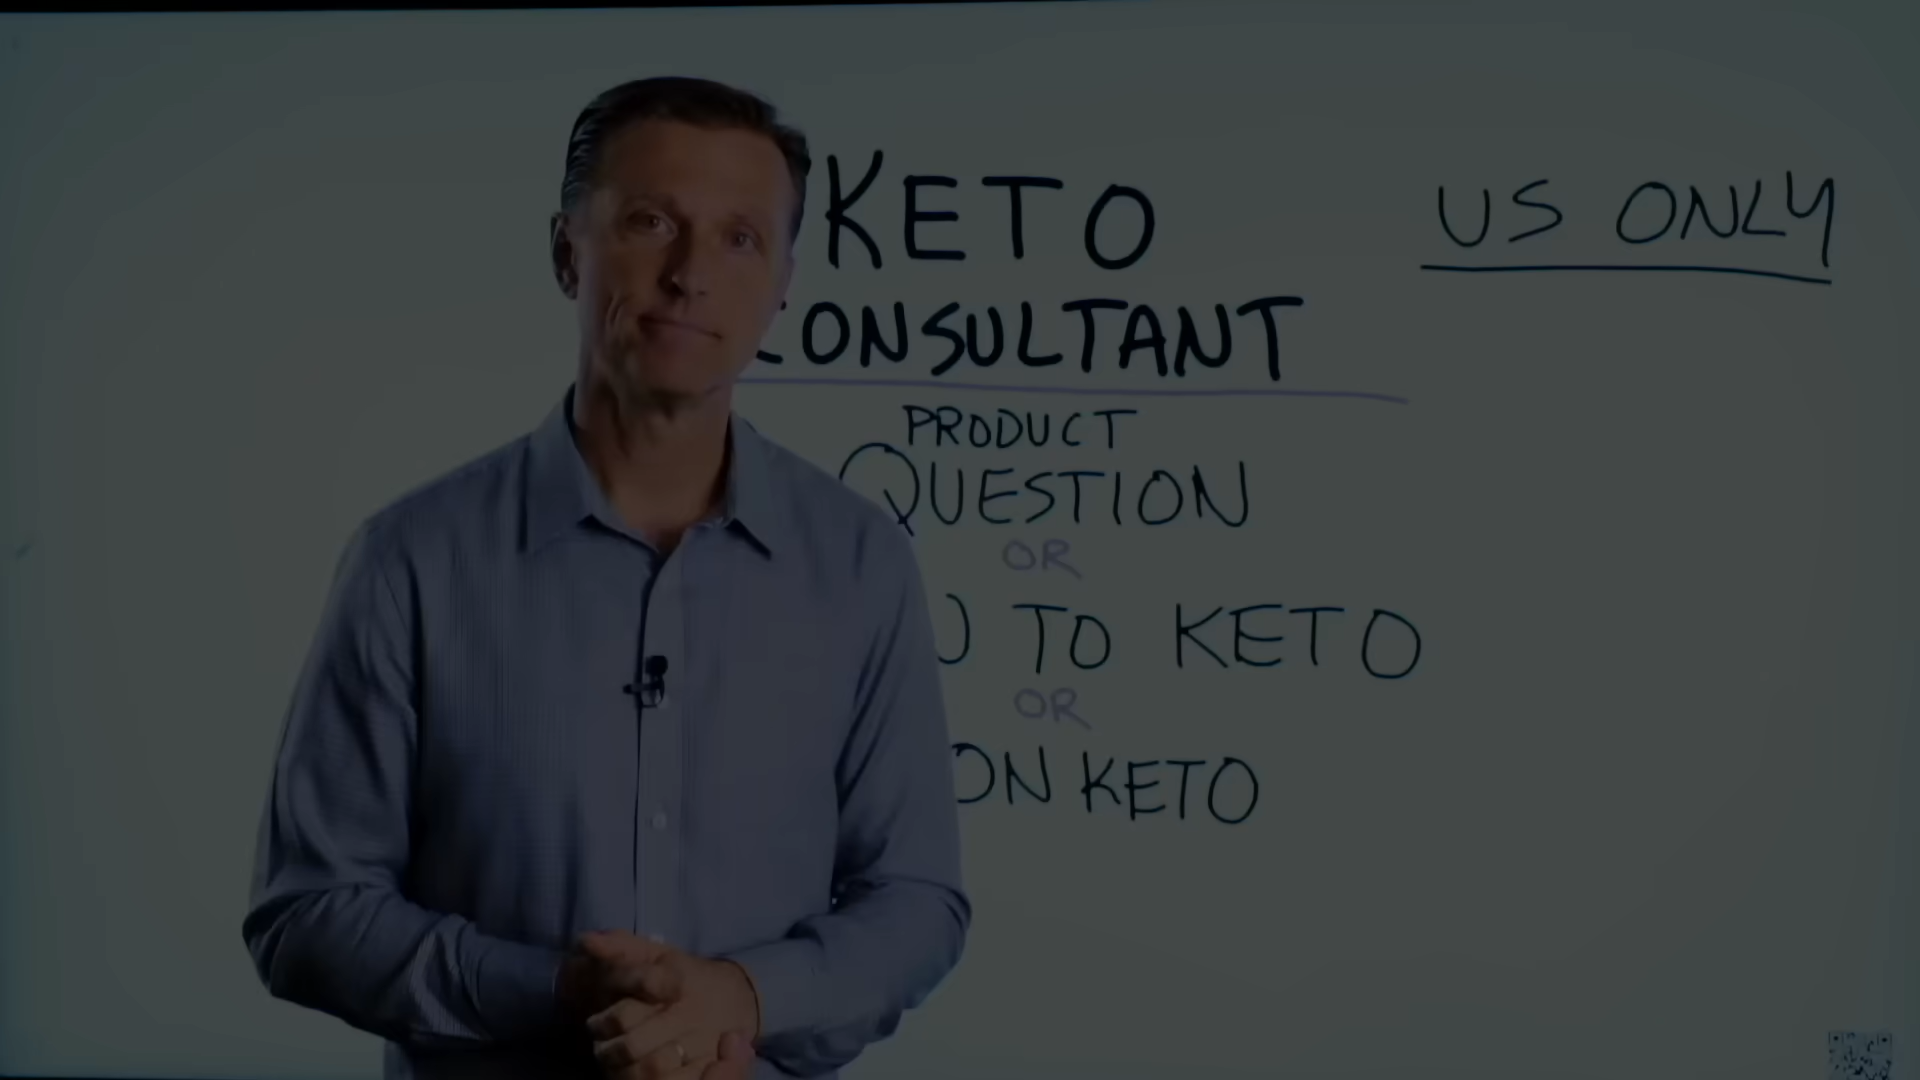 KETO
US ONLY
CONSULTANT
PRODUCT
QUESTION
OR
TO KETO
OR
ON KETO